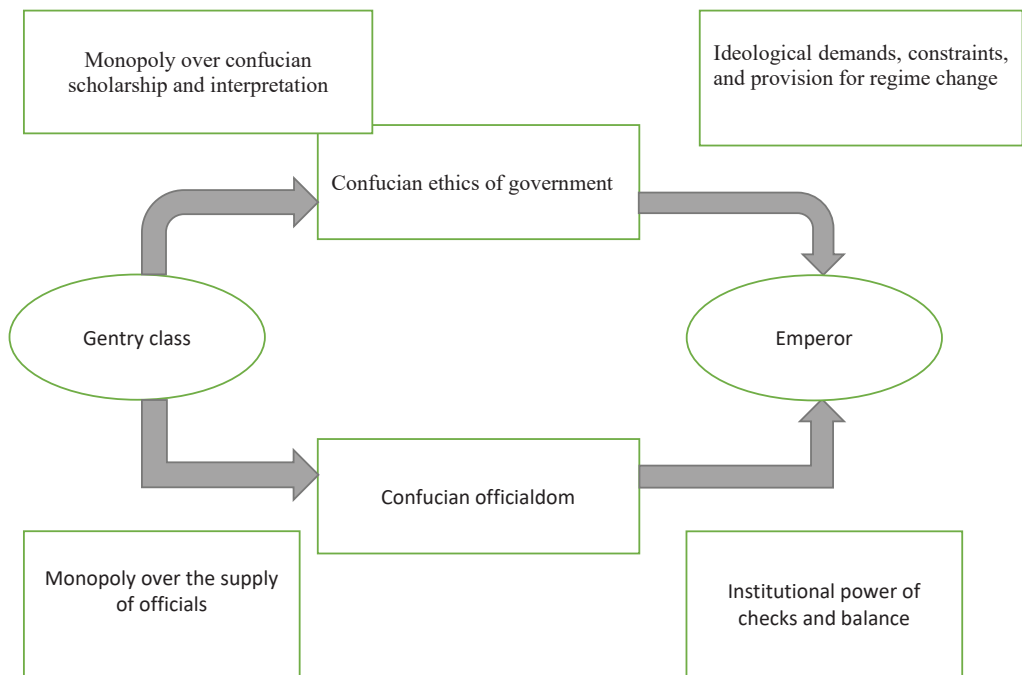 Monopoly over confucian
scholarship and interpretation
Ideological demands, constraints,
and provision for regime change
Confucian ethics of government
Gentry class
Emperor
Confucian officialdom
Monopoly over the supply
of officials
Institutional power of
checks and balance